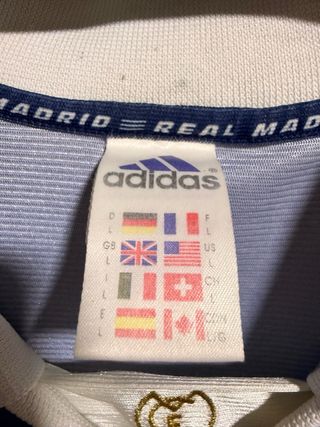 MADRID REAL MAD
adidas
D F
L L
GB US
L L
I CH
L L
E CDN
L L/G